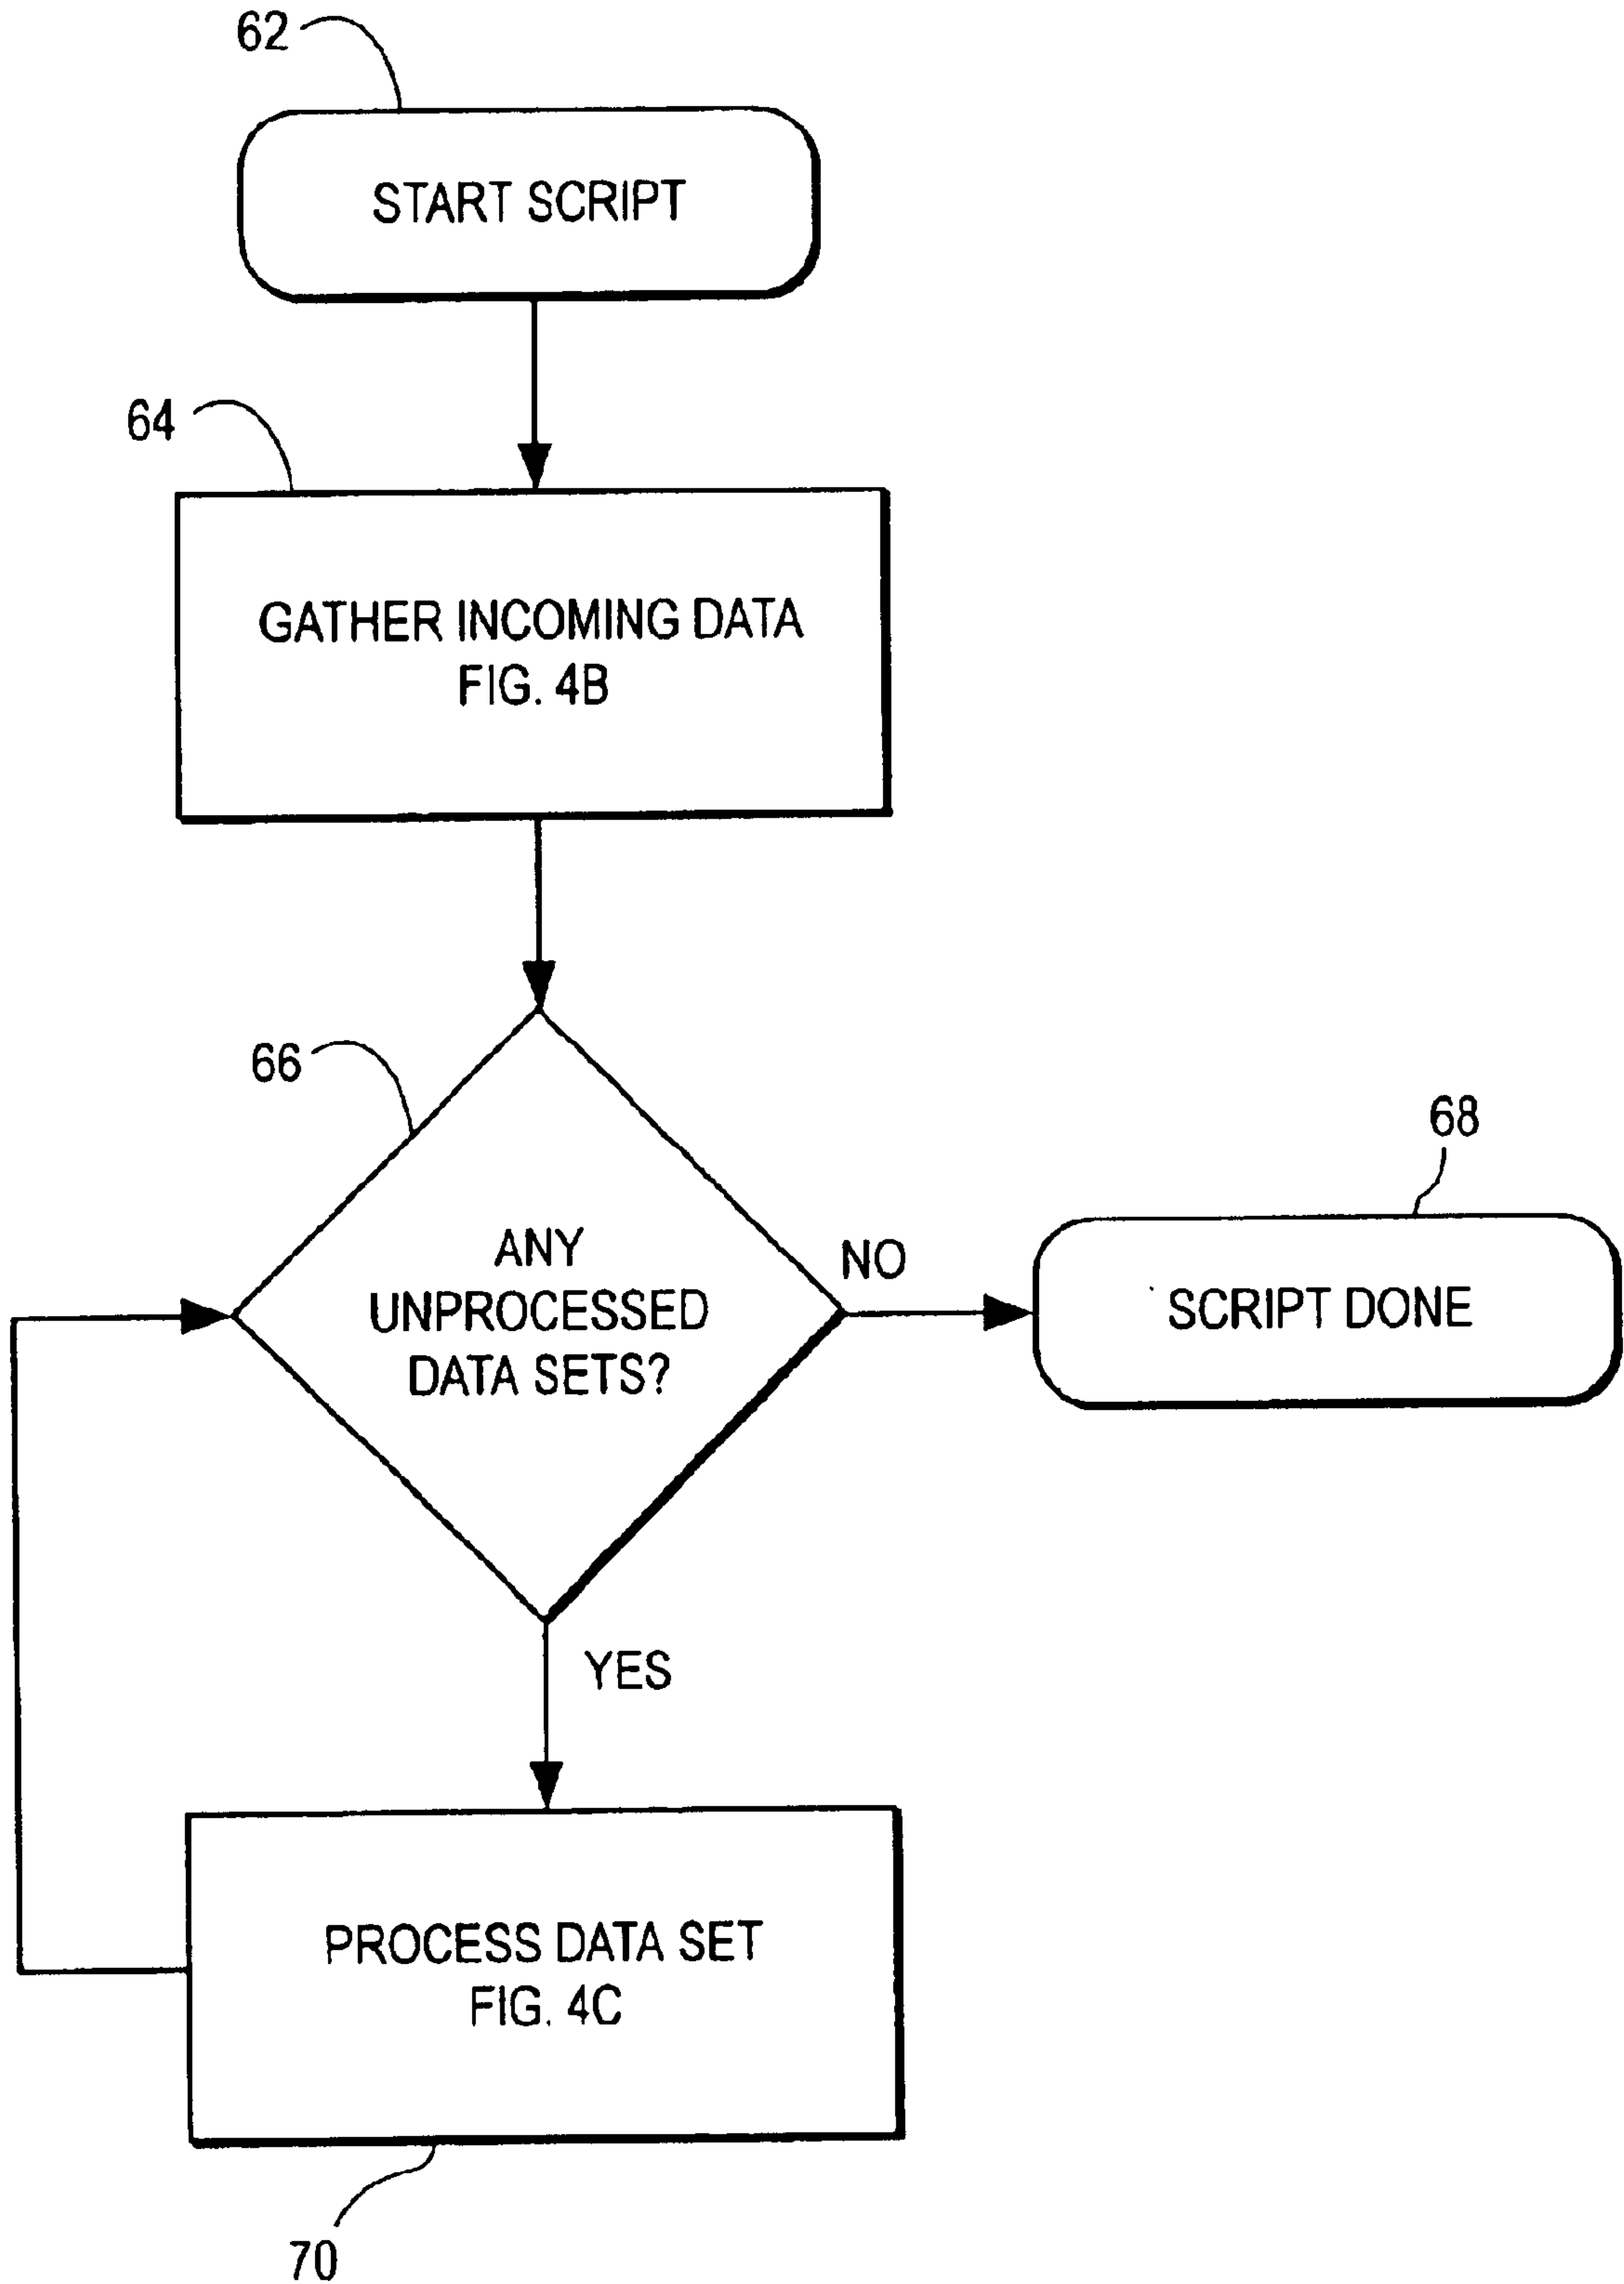 62
START SCRIPT
64
GATHER INCOMING DATA
FIG. 4B
66
ANY
UNPROCESSED
DATA SETS?
NO
68
SCRIPT DONE
YES
PROCESS DATA SET
FIG. 4C
70